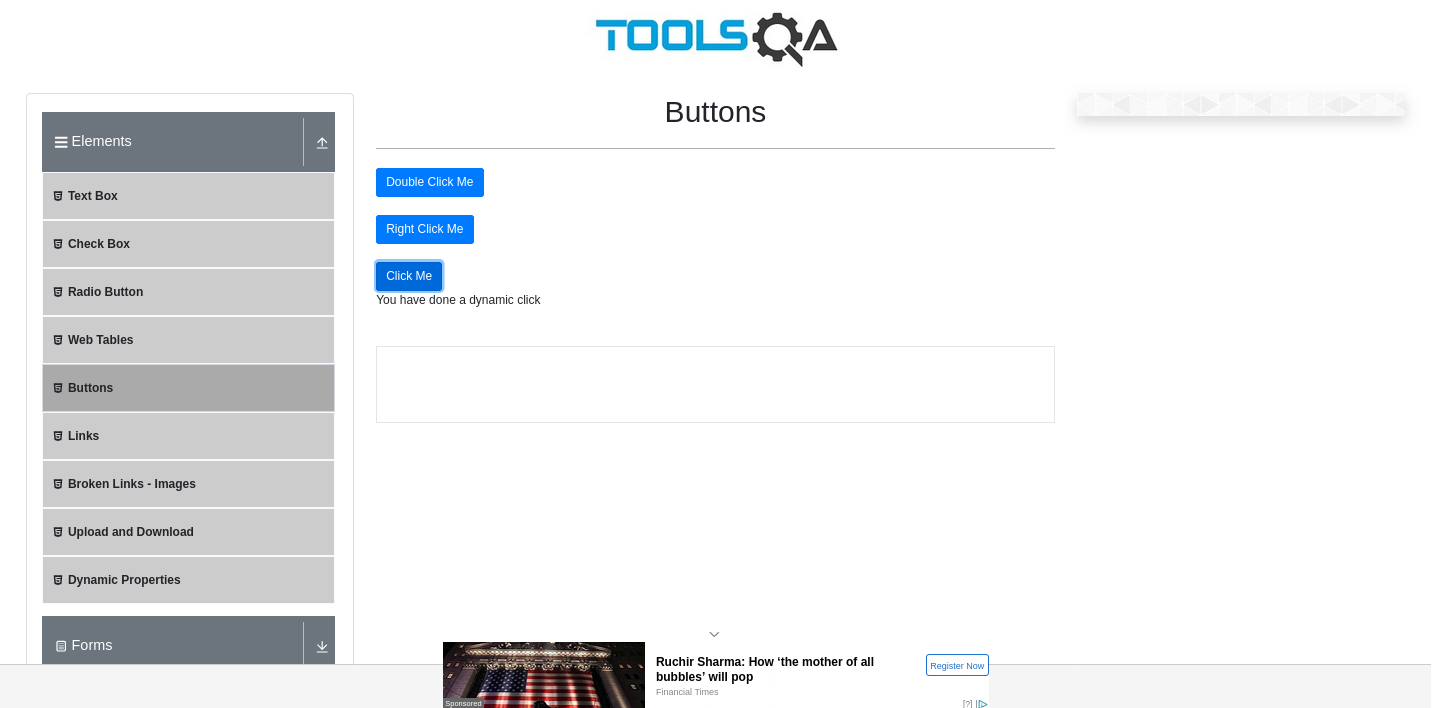 TOOLSQA
Elements
Text Box
Check Box
Radio Button
Web Tables
Buttons
Links
Broken Links - Images
Upload and Download
Dynamic Properties
Forms
Buttons
Double Click Me
Right Click Me
Click Me
You have done a dynamic click
Sponsored
Ruchir Sharma: How ‘the mother of all
bubbles’ will pop
Financial Times
Register Now
[?]